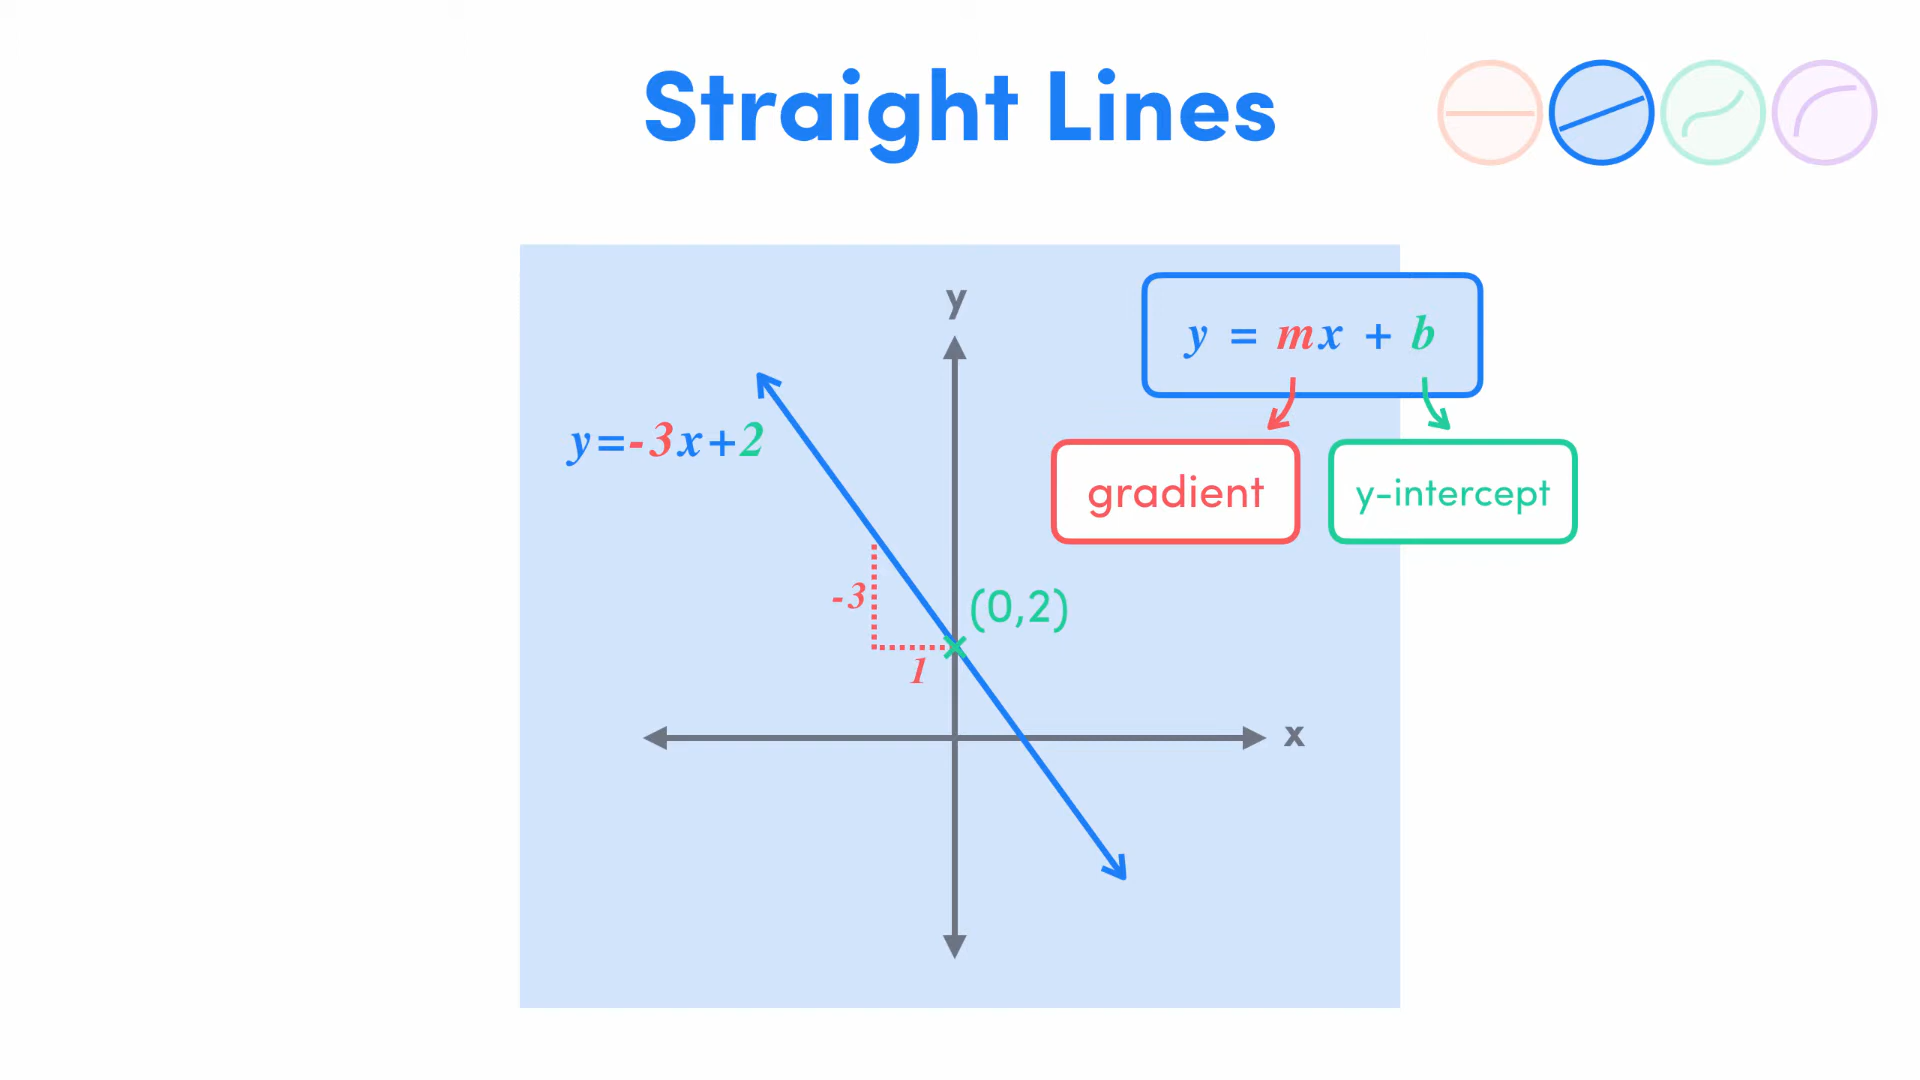 Straight Lines
y
y = mx + b
y=-3x+2
gradient
y-intercept
-3
(0,2)
1
x